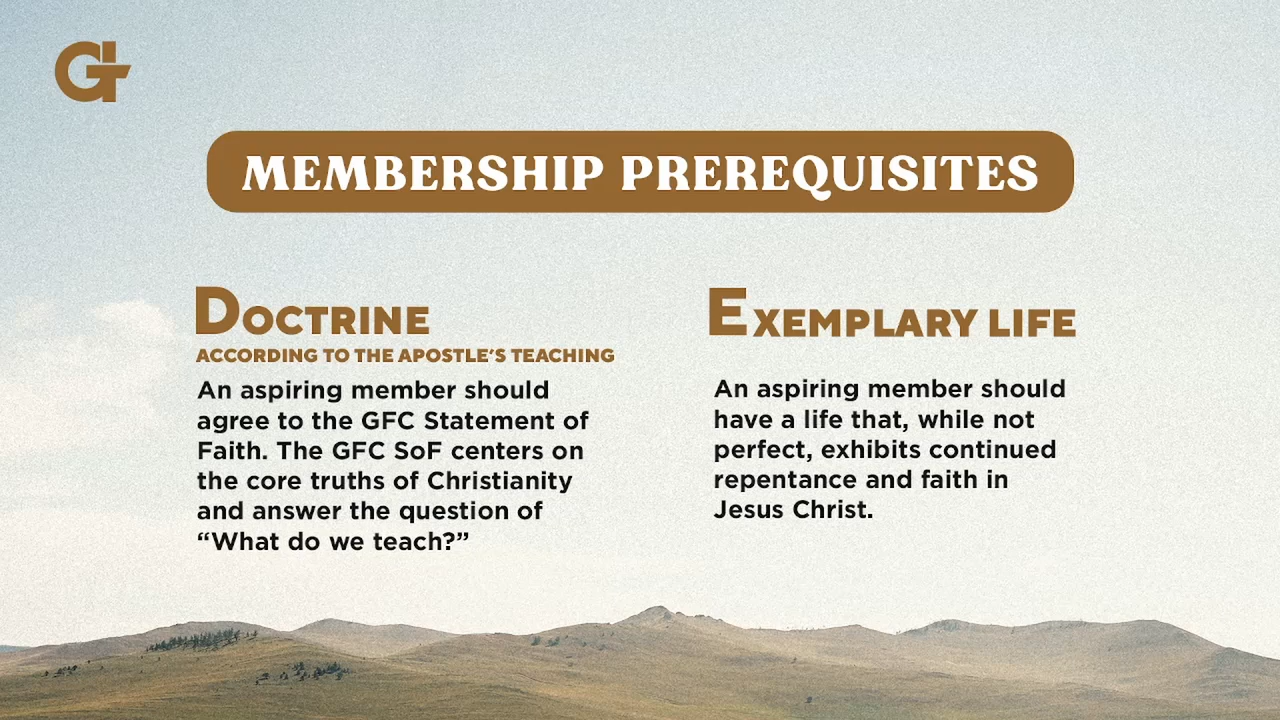 MEMBERSHIP PREREQUISITES
DOCTRINE
ACCORDING TO THE APOSTLE'S TEACHING
An aspiring member should
agree to the GFC Statement of
Faith. The GFC SoF centers on
the core truths of Christianity
and answer the question of
“What do we teach?”
EXEMPLARY LIFE
An aspiring member should
have a life that, while not
perfect, exhibits continued
repentance and faith in
Jesus Christ.